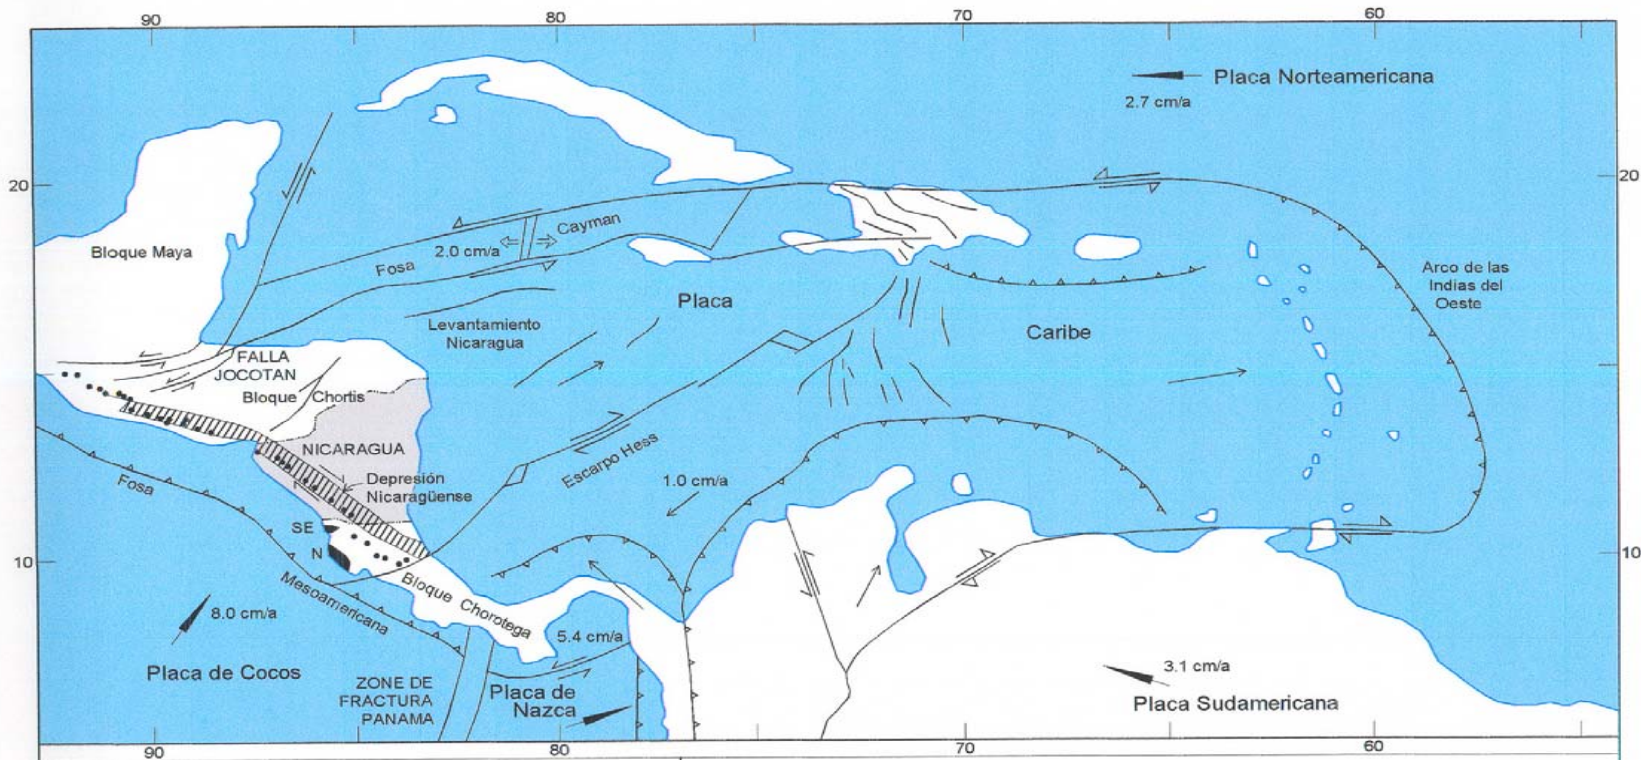 90
80
70
60
Placa Norteamericana
2.7 cm/a
20
20
Bloque Maya
2.0 cm/a
Cayman
Fosa
Arco de las
Indias del
Oeste
Placa
Caribe
Levantamiento
Nicaragua
FALLA
JOCOTAN
Bloque Chortis
NICARAGUA
Depresión
Nicaragüense
Escarpo Hess
1.0 cm/a
Fosa
SE
N
10
10
Mesoamericana
Bloque Chorotega
8.0 cm/a
5.4 cm/a
Placa de Cocos
ZONE DE
FRACTURA
PANAMA
Placa de
Nazca
3.1 cm/a
Placa Sudamericana
90
80
70
60